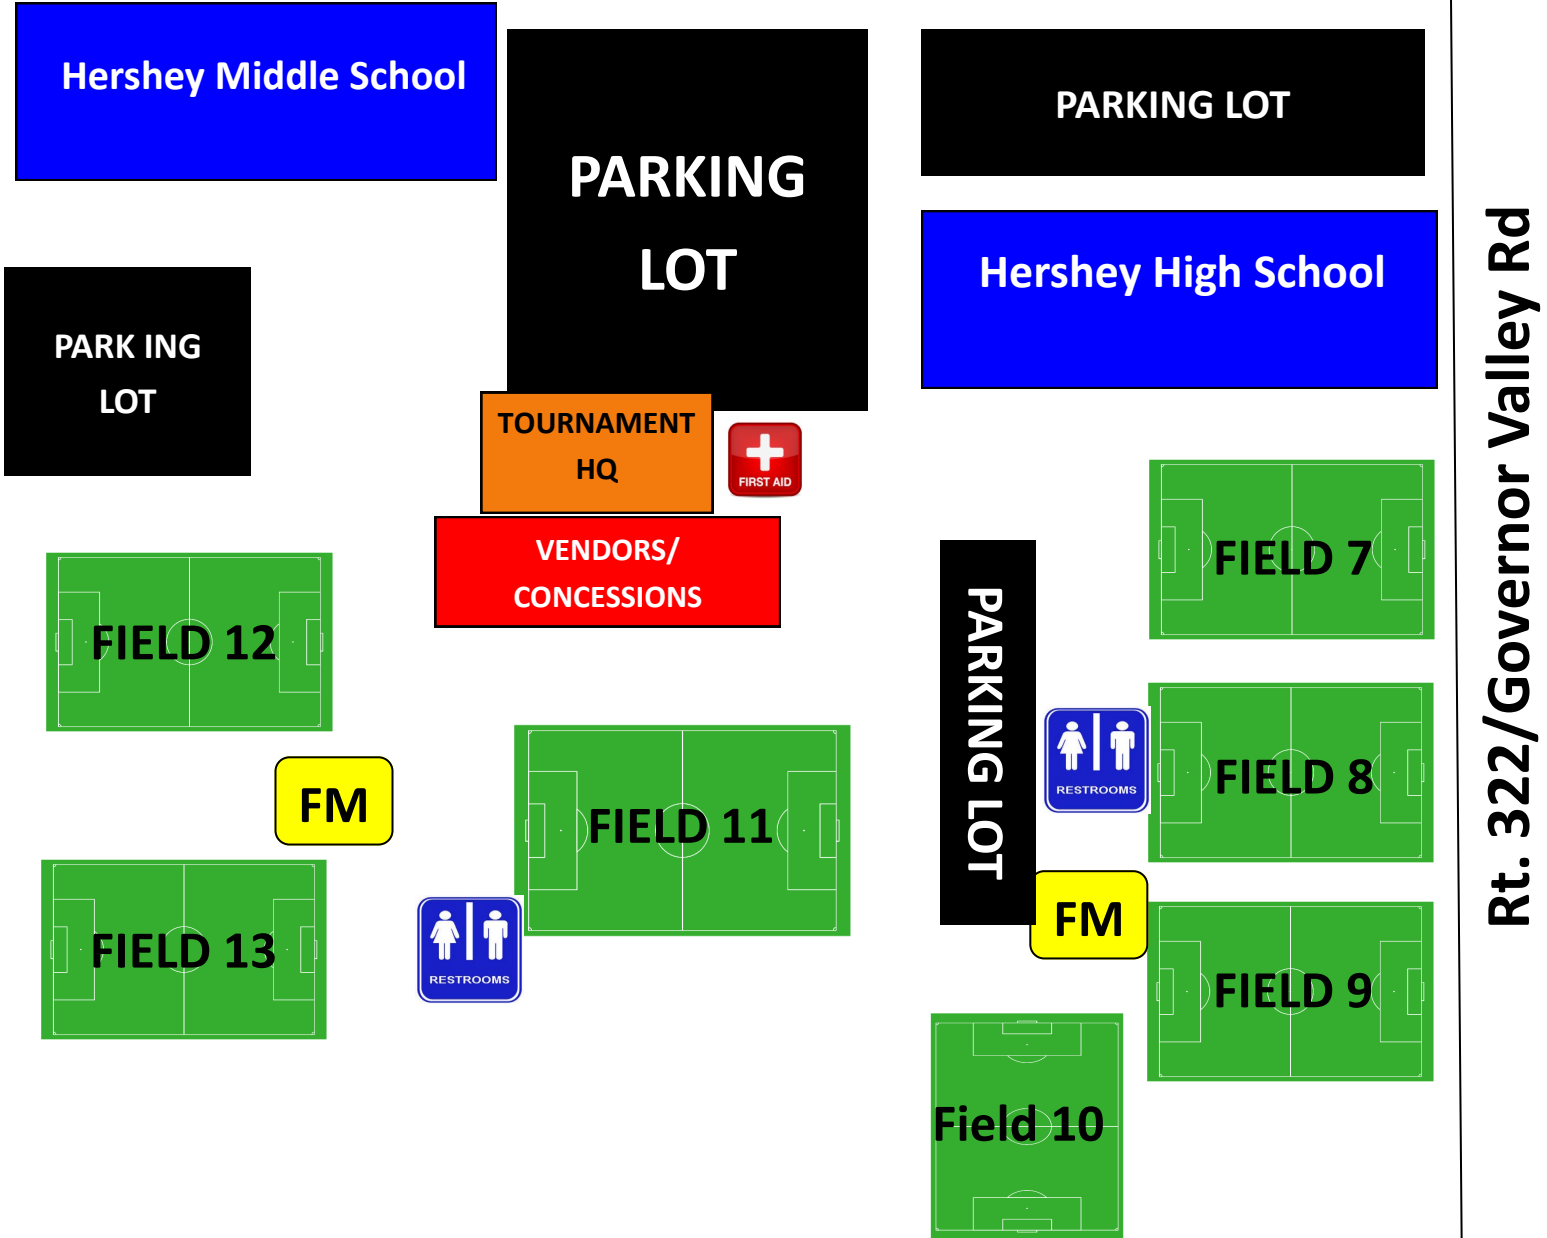 Hershey Middle School
PARKING
LOT
PARKING LOT
Hershey High School
PARK ING
LOT
TOURNAMENT
HQ
FIRST AID
VENDORS/
CONCESSIONS
FIELD 7
FIELD 12
PARKING LOT
RESTROOMS
FIELD 8
FM
FIELD 11
FM
FIELD 13
RESTROOMS
FIELD 9
Field 10
Rt. 322/Governor Valley Rd